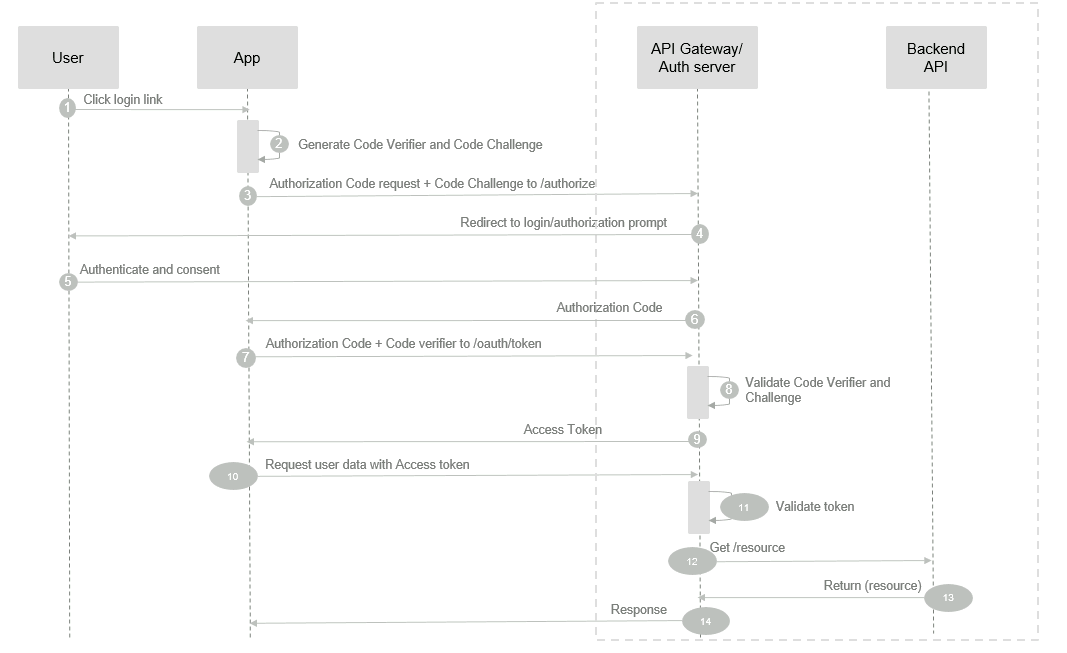 User
App
API Gateway/
Auth server
Backend
API
1
Click login link
2
Generate Code Verifier and Code Challenge
3
Authorization Code request + Code Challenge to /authorize
Redirect to login/authorization prompt
4
5
Authenticate and consent
Authorization Code
6
7
Authorization Code + Code verifier to /oauth/token
8
Validate Code Verifier and
Challenge
Access Token
9
10
Request user data with Access token
11
Validate token
12
Get /resource
Return (resource)
13
Response
14